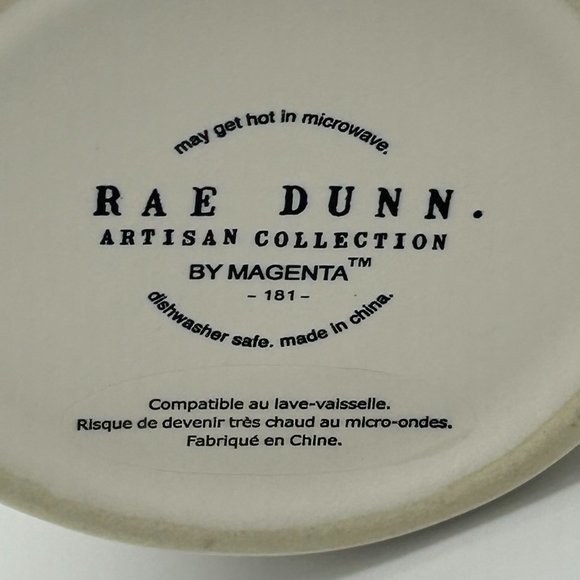 may get hot in microwave.
RAE DUNN.
ARTISAN COLLECTION
BY MAGENTA™
- 181 -
dishwasher safe. made in china.
Compatible au lave-vaisselle.
Risque de devenir très chaud au micro-ondes.
Fabriqué en Chine.